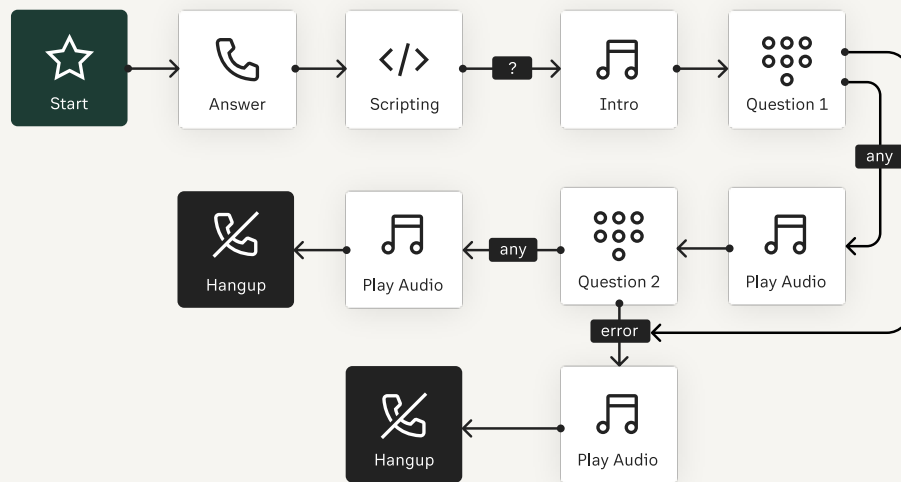 Start
Answer
Scripting
?
Intro
Question 1
any
Hangup
Play Audio
any
Question 2
Play Audio
error
Hangup
Play Audio